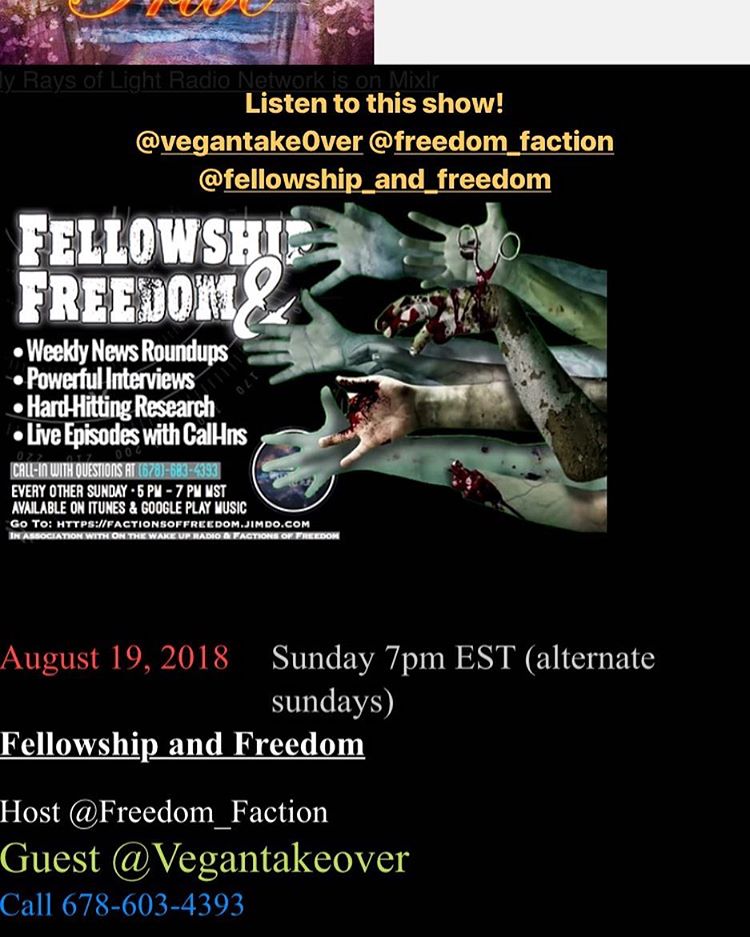 ly Rays of Light Radio Network is on Mixlr
Listen to this show!
@vegantake0ver @freedom_faction
@fellowship_and_freedom
FELLOWSHIP
FREEDOM &
• Weekly News Roundups
• Powerful Interviews
• Hard-Hitting Research
• Live Episodes with Call-Ins
CALL-IN WITH QUESTIONS AT (678)-603-4393
EVERY OTHER SUNDAY • 5 PM - 7 PM MST
AVAILABLE ON ITUNES & GOOGLE PLAY MUSIC
GO TO: HTTPS://FACTIONSOFFREEDOM.JIMDO.COM
IN ASSOCIATION WITH ON THE WAKE UP RADIO & FACTIONS OF FREEDOM
August 19, 2018 Sunday 7pm EST (alternate
sundays)
Fellowship and Freedom
Host @Freedom_Faction
Guest @Vegantakeover
Call 678-603-4393